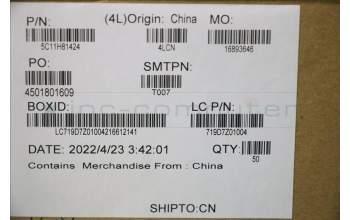 P/N: (4L)Origin: China MO:
5C11H81424 4LCN 16893646
PO: SMTPN:
4501801609 T007
BOXID: LC P/N:
LC719D7Z01004216612141 719D7Z01004
DATE: 2022/4/23 3:42:01 QTY:
50
Contains Merchandise From : China
SHIPTO:CN